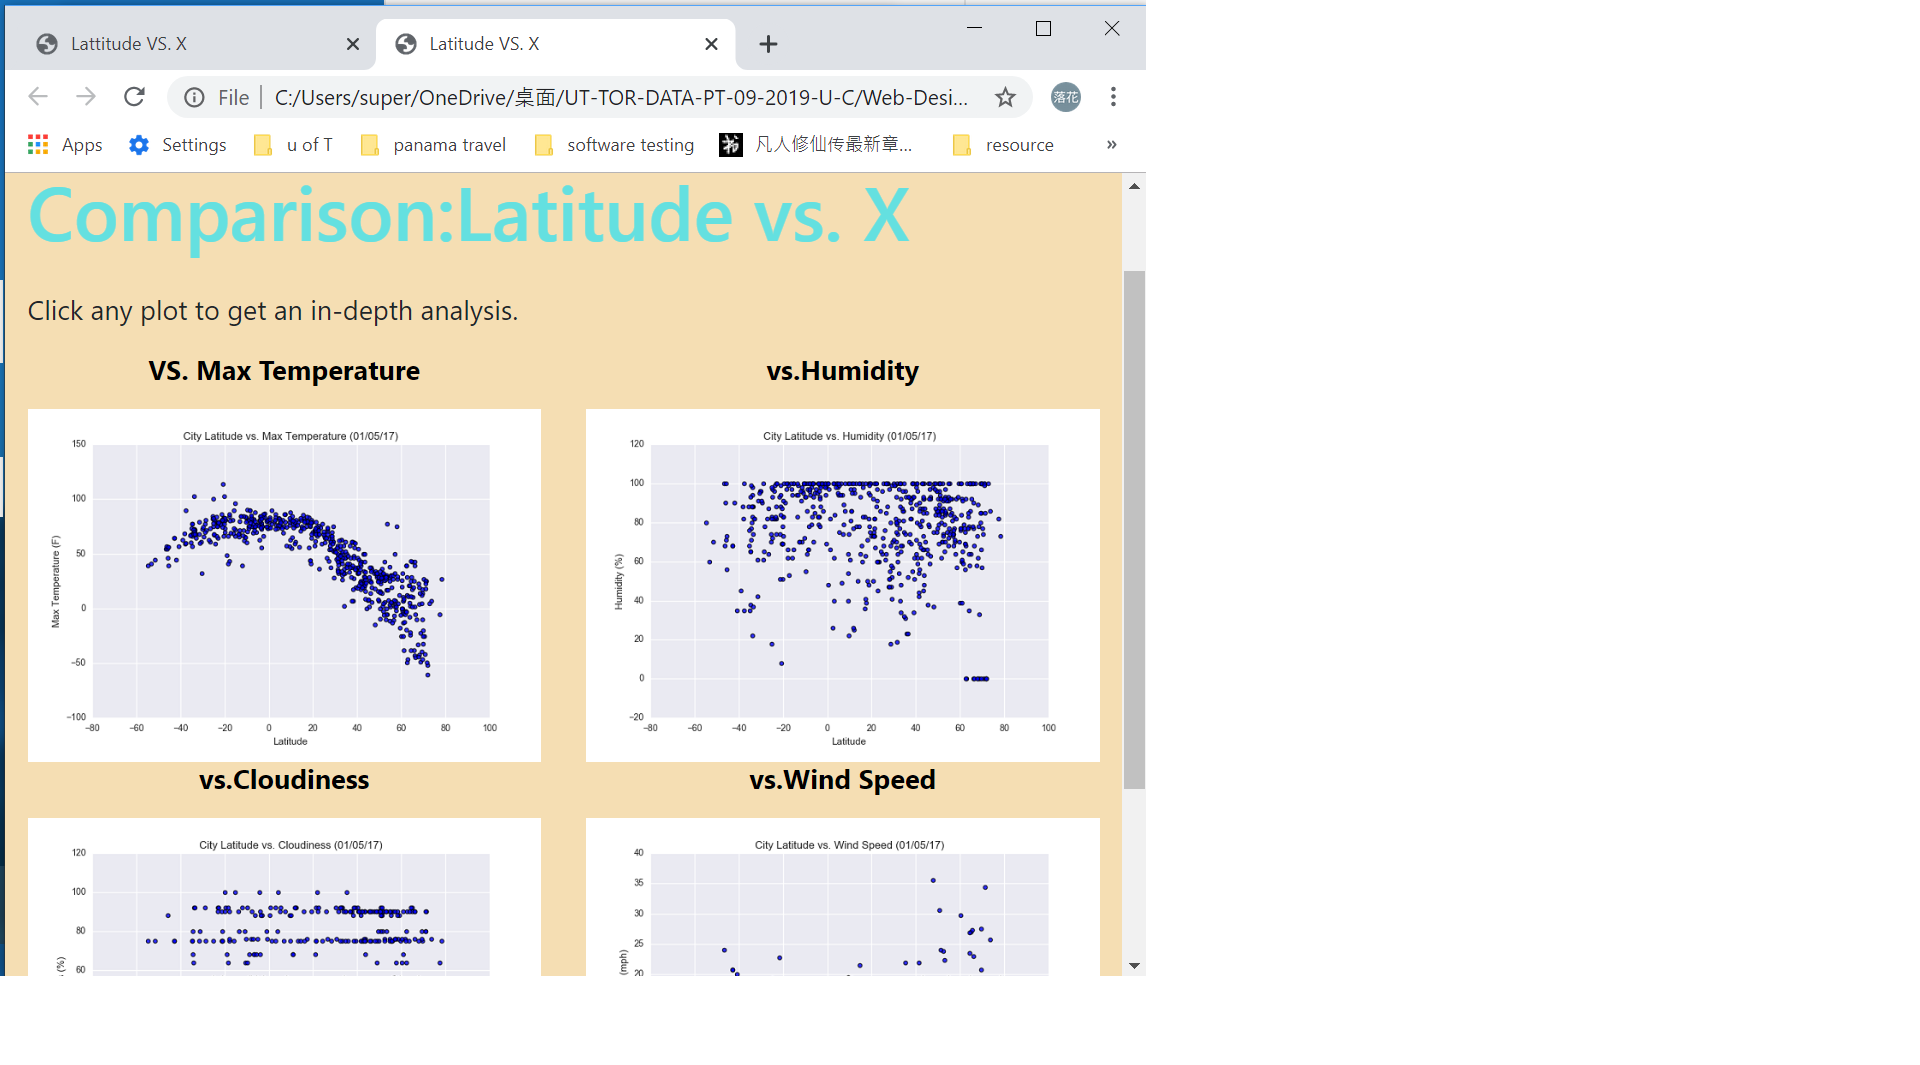 Lattitude VS. X
Latitude VS. X
File | C:/Users/super/OneDrive/桌面/UT-TOR-DATA-PT-09-2019-U-C/Web-Desi...
落花
Apps Settings u of T panama travel software testing 书 凡人修仙传最新章... resource »
Comparison:Latitude vs. X
Click any plot to get an in-depth analysis.
VS. Max Temperature
vs.Humidity
City Latitude vs. Max Temperature (01/05/17)
150
100
50
0
−50
−100
Max Temperature (F)
−80 −60 −40 −20 0 20 40 60 80 100
Latitude
City Latitude vs. Humidity (01/05/17)
120
100
80
60
40
20
0
−20
Humidity (%)
−80 −60 −40 −20 0 20 40 60 80 100
Latitude
vs.Cloudiness
vs.Wind Speed
City Latitude vs. Cloudiness (01/05/17)
120
100
80
60
(%)
City Latitude vs. Wind Speed (01/05/17)
40
35
30
25
20
(mph)